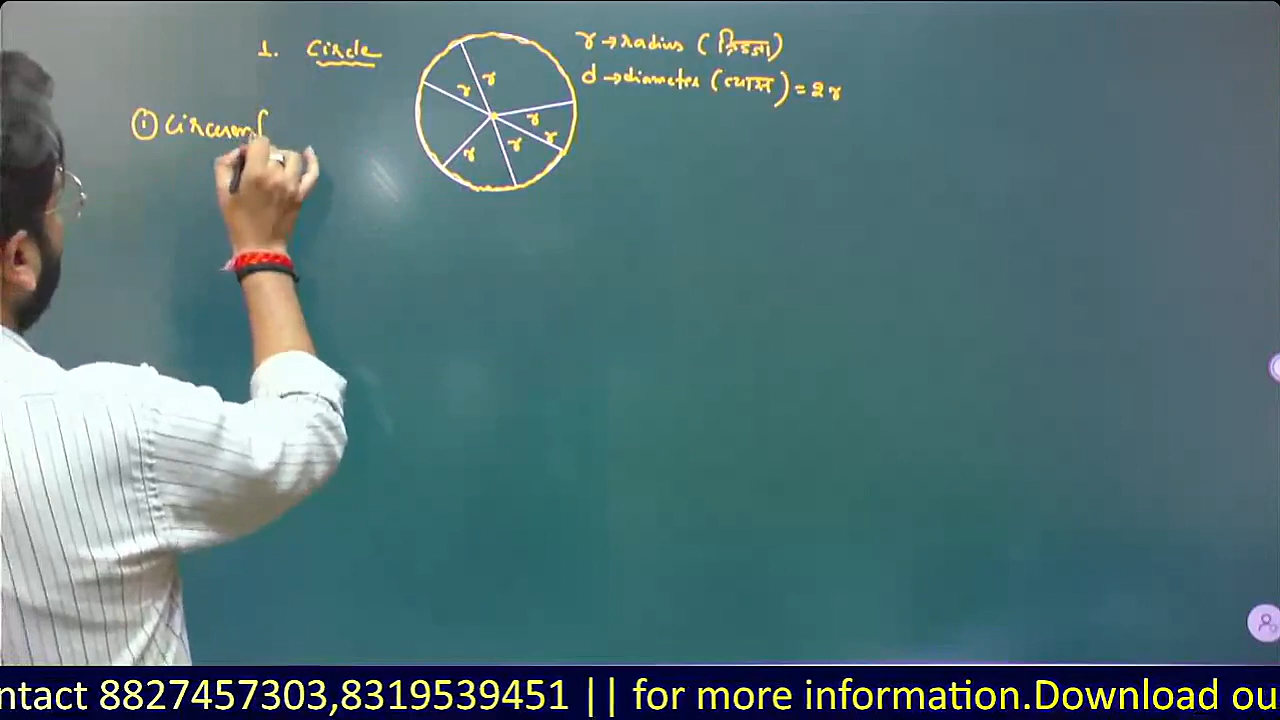 1. Circle
r → radius (त्रिज्या)
d → diameter (व्यास) = 2r
r r r r r r
① Circumf
ntact 8827457303,8319539451 || for more information.Download ou